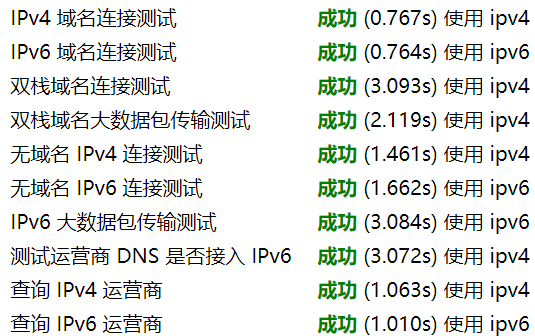 IPv4 域名连接测试 成功 (0.767s) 使用 ipv4
IPv6 域名连接测试 成功 (0.764s) 使用 ipv6
双栈域名连接测试 成功 (3.093s) 使用 ipv4
双栈域名大数据包传输测试 成功 (2.119s) 使用 ipv4
无域名 IPv4 连接测试 成功 (1.461s) 使用 ipv4
无域名 IPv6 连接测试 成功 (1.662s) 使用 ipv6
IPv6 大数据包传输测试 成功 (3.084s) 使用 ipv6
测试运营商 DNS 是否接入 IPv6 成功 (3.072s) 使用 ipv4
查询 IPv4 运营商 成功 (1.063s) 使用 ipv4
查询 IPv6 运营商 成功 (1.010s) 使用 ipv6